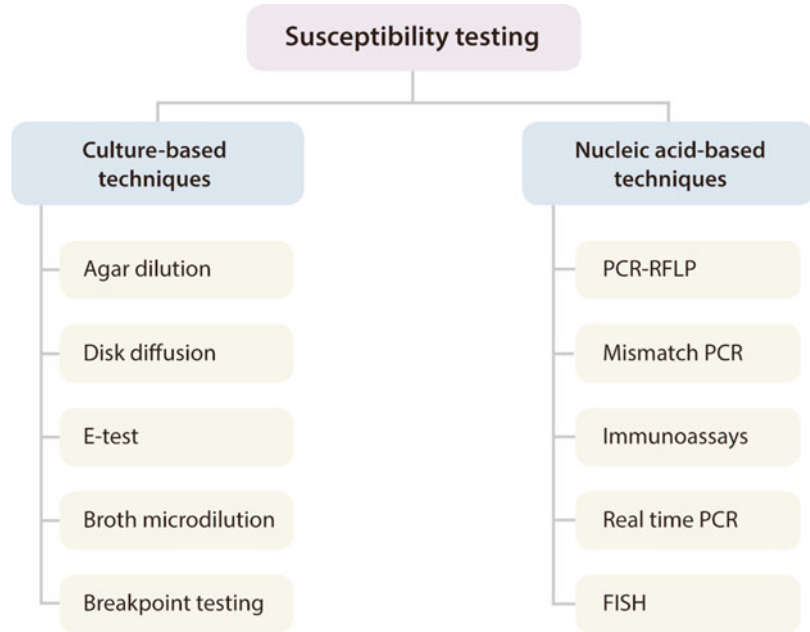 Susceptibility testing
Culture-based
techniques
Agar dilution
Disk diffusion
E-test
Broth microdilution
Breakpoint testing
Nucleic acid-based
techniques
PCR-RFLP
Mismatch PCR
Immunoassays
Real time PCR
FISH